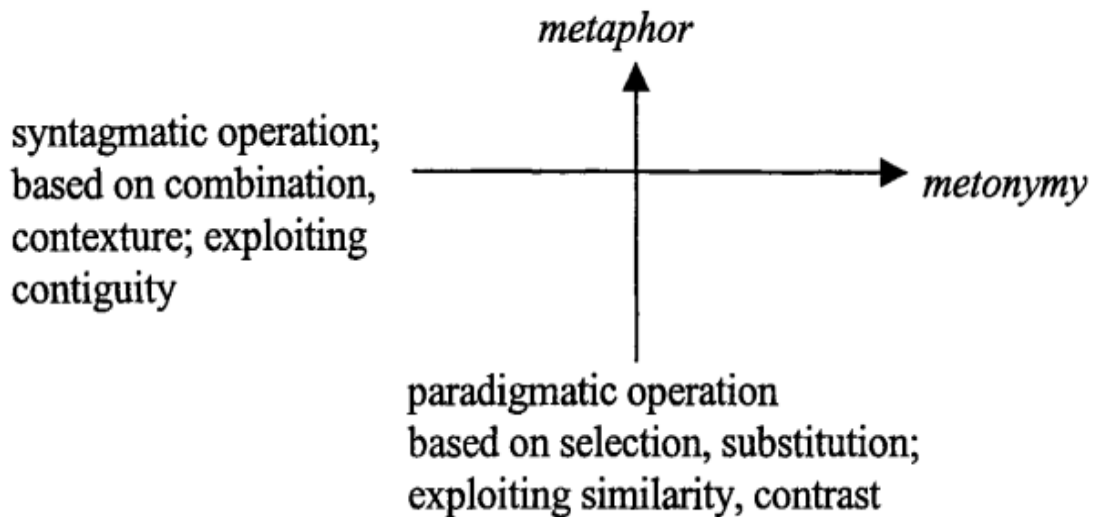 metaphor
syntagmatic operation;
based on combination,
contexture; exploiting
contiguity
metonymy
paradigmatic operation
based on selection, substitution;
exploiting similarity, contrast